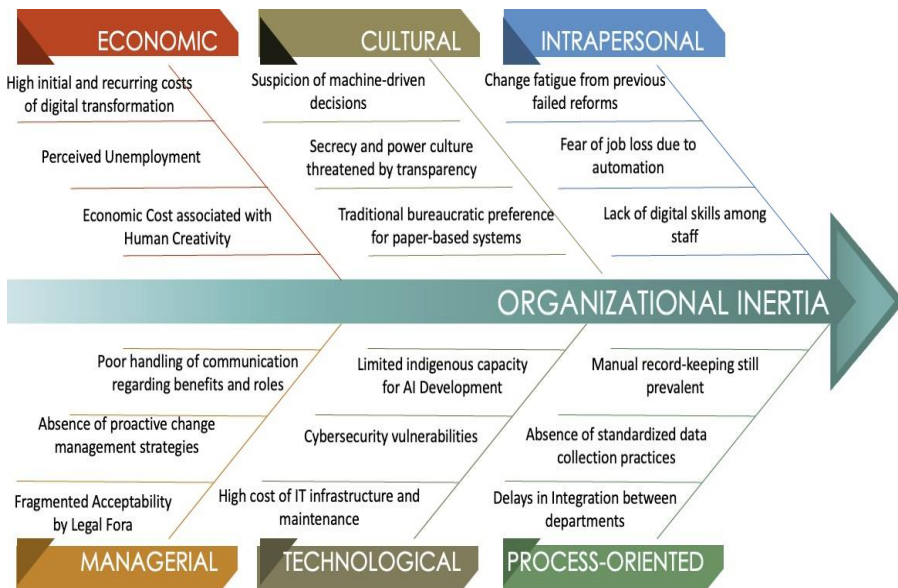 ECONOMIC
High initial and recurring costs
of digital transformation
Perceived Unemployment
Economic Cost associated with
Human Creativity
CULTURAL
Suspicion of machine-driven
decisions
Secrecy and power culture
threatened by transparency
Traditional bureaucratic preference
for paper-based systems
INTRAPERSONAL
Change fatigue from previous
failed reforms
Fear of job loss due to
automation
Lack of digital skills among
staff
ORGANIZATIONAL INERTIA
Poor handling of communication
regarding benefits and roles
Absence of proactive change
management strategies
Fragmented Acceptability
by Legal Fora
MANAGERIAL
Limited indigenous capacity
for AI Development
Cybersecurity vulnerabilities
High cost of IT infrastructure and
maintenance
TECHNOLOGICAL
Manual record-keeping still
prevalent
Absence of standardized data
collection practices
Delays in Integration between
departments
PROCESS-ORIENTED